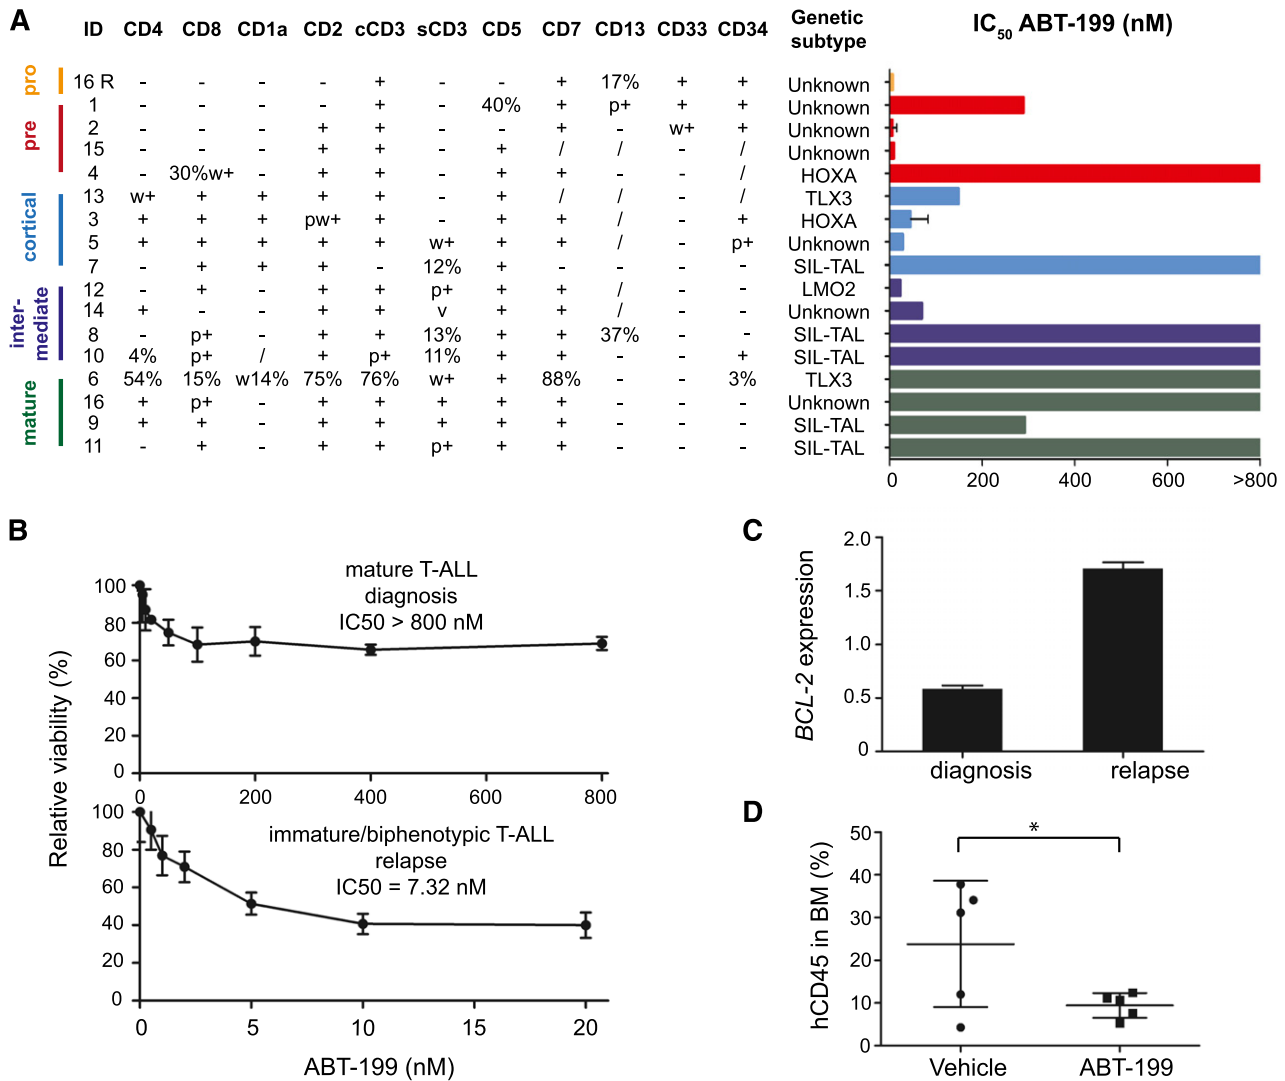 A
ID CD4 CD8 CD1a CD2 cCD3 sCD3 CD5 CD7 CD13 CD33 CD34 Genetic subtype IC50 ABT-199 (nM)
pro
16 R - - - - + - - + 17% + + Unknown
pre
1 - - - - + - 40% + p+ + + Unknown
2 - - - + + - - + - w+ + Unknown
15 - - - + + - + / / - / Unknown
4 - 30%w+ - + + - + + - - / HOXA
cortical
13 w+ + + + + - + / / - / TLX3
3 + + + pw+ + - + + / - + HOXA
5 + + + + + w+ + + / - p+ Unknown
7 - + + + - 12% + - - - - SIL-TAL
inter-mediate
12 - + - + + p+ + + / - - LMO2
14 + - - + + v + + / - - Unknown
8 - p+ - + + 13% + + 37% - - SIL-TAL
10 4% p+ / + p+ 11% + + - - + SIL-TAL
mature
6 54% 15% w14% 75% 76% w+ + 88% - - 3% TLX3
16 + p+ - + + + + + - - - Unknown
9 + + - + + + + + - - - SIL-TAL
11 - + - + + p+ + + - - - SIL-TAL
0 200 400 600 >800
B
Relative viability (%)
mature T-ALL
diagnosis
IC50 > 800 nM
100
80
60
40
20
0
0 200 400 600 800
immature/biphenotypic T-ALL
relapse
IC50 = 7.32 nM
100
80
60
40
20
0
0 5 10 15 20
ABT-199 (nM)
C
BCL-2 expression
2.0
1.5
1.0
0.5
0
diagnosis relapse
D
hCD45 in BM (%)
50
40
30
20
10
0
*
Vehicle ABT-199